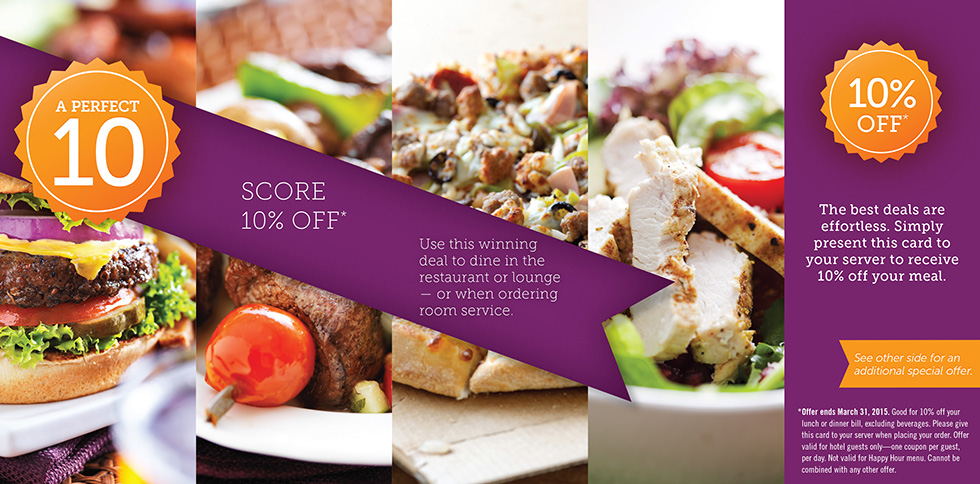 A PERFECT
10
SCORE
10% OFF*
Use this winning
deal to dine in the
restaurant or lounge
— or when ordering
room service.
10%
OFF*
The best deals are
effortless. Simply
present this card to
your server to receive
10% off your meal.
See other side for an
additional special offer.
*Offer ends March 31, 2015. Good for 10% off your
lunch or dinner bill, excluding beverages. Please give
this card to your server when placing your order. Offer
valid for hotel guests only—one coupon per guest,
per day. Not valid for Happy Hour menu. Cannot be
combined with any other offer.